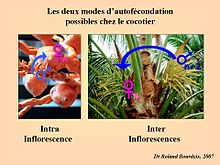 Les deux modes d'autofécondation
possibles chez le cocotier
Intra
Inflorescence
Inter
Inflorescences
Dr Roland Bourdeix, 2007